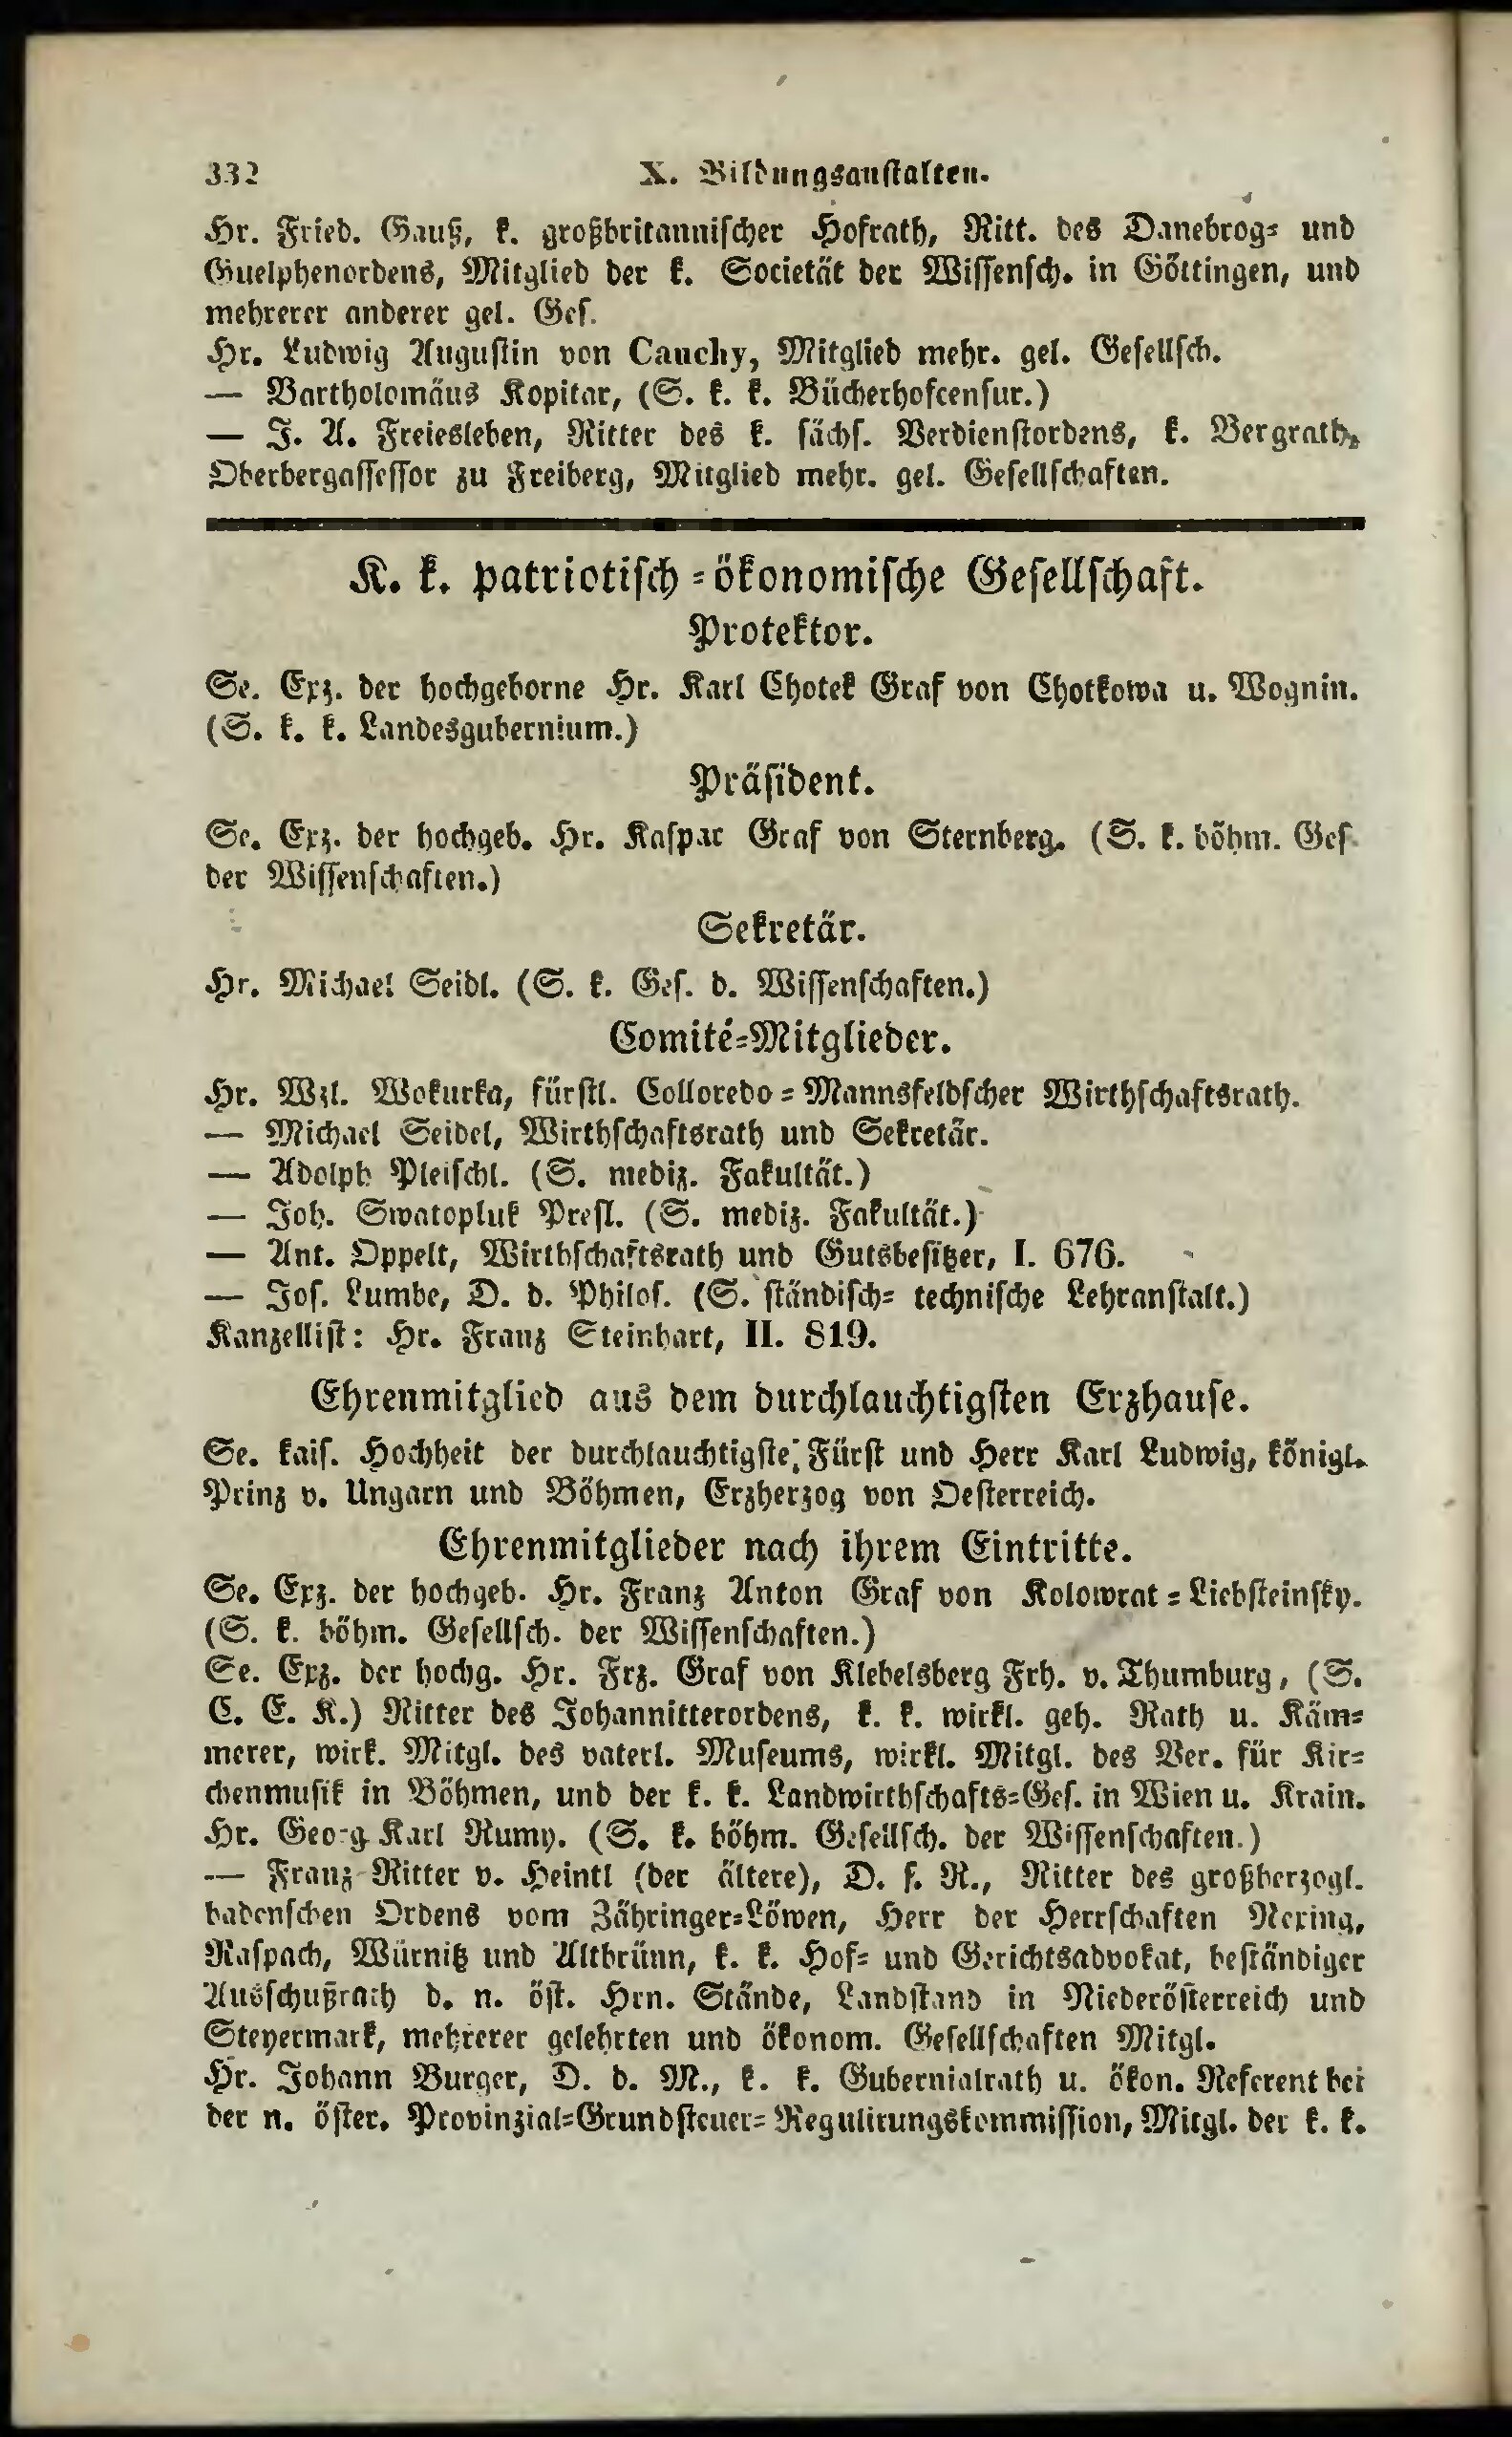 332 X. Bildungsanstalten.
Hr. Fried. Gauß, k. großbritannischer Hofrath, Ritt. des Danebrog- und
Guelphenordens, Mitglied der k. Societät der Wissensch. in Göttingen, und
mehrerer anderer gel. Ges.
Hr. Ludwig Augustin von Cauchy, Mitglied mehr. gel. Gesellsch.
— Bartholomäus Kopitar, (S. k. k. Bücherhofcensur.)
— J. A. Freiesleben, Ritter des k. sächs. Verdienstordens, k. Bergrath,
Oberbergassessor zu Freiberg, Mitglied mehr. gel. Gesellschaften.
K. k. patriotisch-ökonomische Gesellschaft.
Protektor.
Se. Exz. der hochgeborne Hr. Karl Chotek Graf von Chotkowa u. Wognin.
(S. k. k. Landesgubernium.)
Präsident.
Se. Exz. der hochgeb. Hr. Kaspar Graf von Sternberg. (S. k. böhm. Ges.
der Wissenschaften.)
Sekretär.
Hr. Michael Seidl. (S. k. Ges. d. Wissenschaften.)
Comité-Mitglieder.
Hr. Wzl. Wokurka, fürstl. Colloredo-Mannsfeldscher Wirthschaftsrath.
— Michael Seidel, Wirthschaftsrath und Sekretär.
— Adolph Pleischl. (S. mediz. Fakultät.)
— Joh. Swatopluk Presl. (S. mediz. Fakultät.)
— Ant. Oppelt, Wirthschaftsrath und Gutsbesitzer, I. 676.
— Jos. Lumbe, D. d. Philos. (S. ständisch-technische Lehranstalt.)
Kanzellist: Hr. Franz Steinhart, II. 819.
Ehrenmitglied aus dem durchlauchtigsten Erzhause.
Se. kais. Hochheit der durchlauchtigste Fürst und Herr Karl Ludwig, königl.
Prinz v. Ungarn und Böhmen, Erzherzog von Oesterreich.
Ehrenmitglieder nach ihrem Eintritte.
Se. Exz. der hochgeb. Hr. Franz Anton Graf von Kolowrat-Liebsteinsky.
(S. k. böhm. Gesellsch. der Wissenschaften.)
Se. Exz. der hochg. Hr. Frz. Graf von Klebelsberg Frh. v. Thumburg, (S.
C. E. K.) Ritter des Johannitterordens, k. k. wirkl. geh. Rath u. Käm-
merer, wirk. Mitgl. des vaterl. Museums, wirkl. Mitgl. des Ver. für Kir-
chenmusik in Böhmen, und der k. k. Landwirthschafts-Ges. in Wien u. Krain.
Hr. Georg Karl Rumy. (S. k. böhm. Gesellsch. der Wissenschaften.)
— Franz Ritter v. Heintl (der ältere), D. f. R., Ritter des großherzogl.
badenschen Ordens vom Zähringer-Löwen, Herr der Herrschaften Nexing,
Raspach, Würnitz und Altbrünn, k. k. Hof- und Gerichtsadvokat, beständiger
Ausschußrath d. n. öst. Hrn. Stände, Landstand in Niederösterreich und
Steyermark, mehrerer gelehrten und ökonom. Gesellschaften Mitgl.
Hr. Johann Burger, D. d. M., k. k. Gubernialrath u. ökon. Referent bei
der n. öster. Provinzial-Grundsteuer-Regulirungskommission, Mitgl. der k. k.